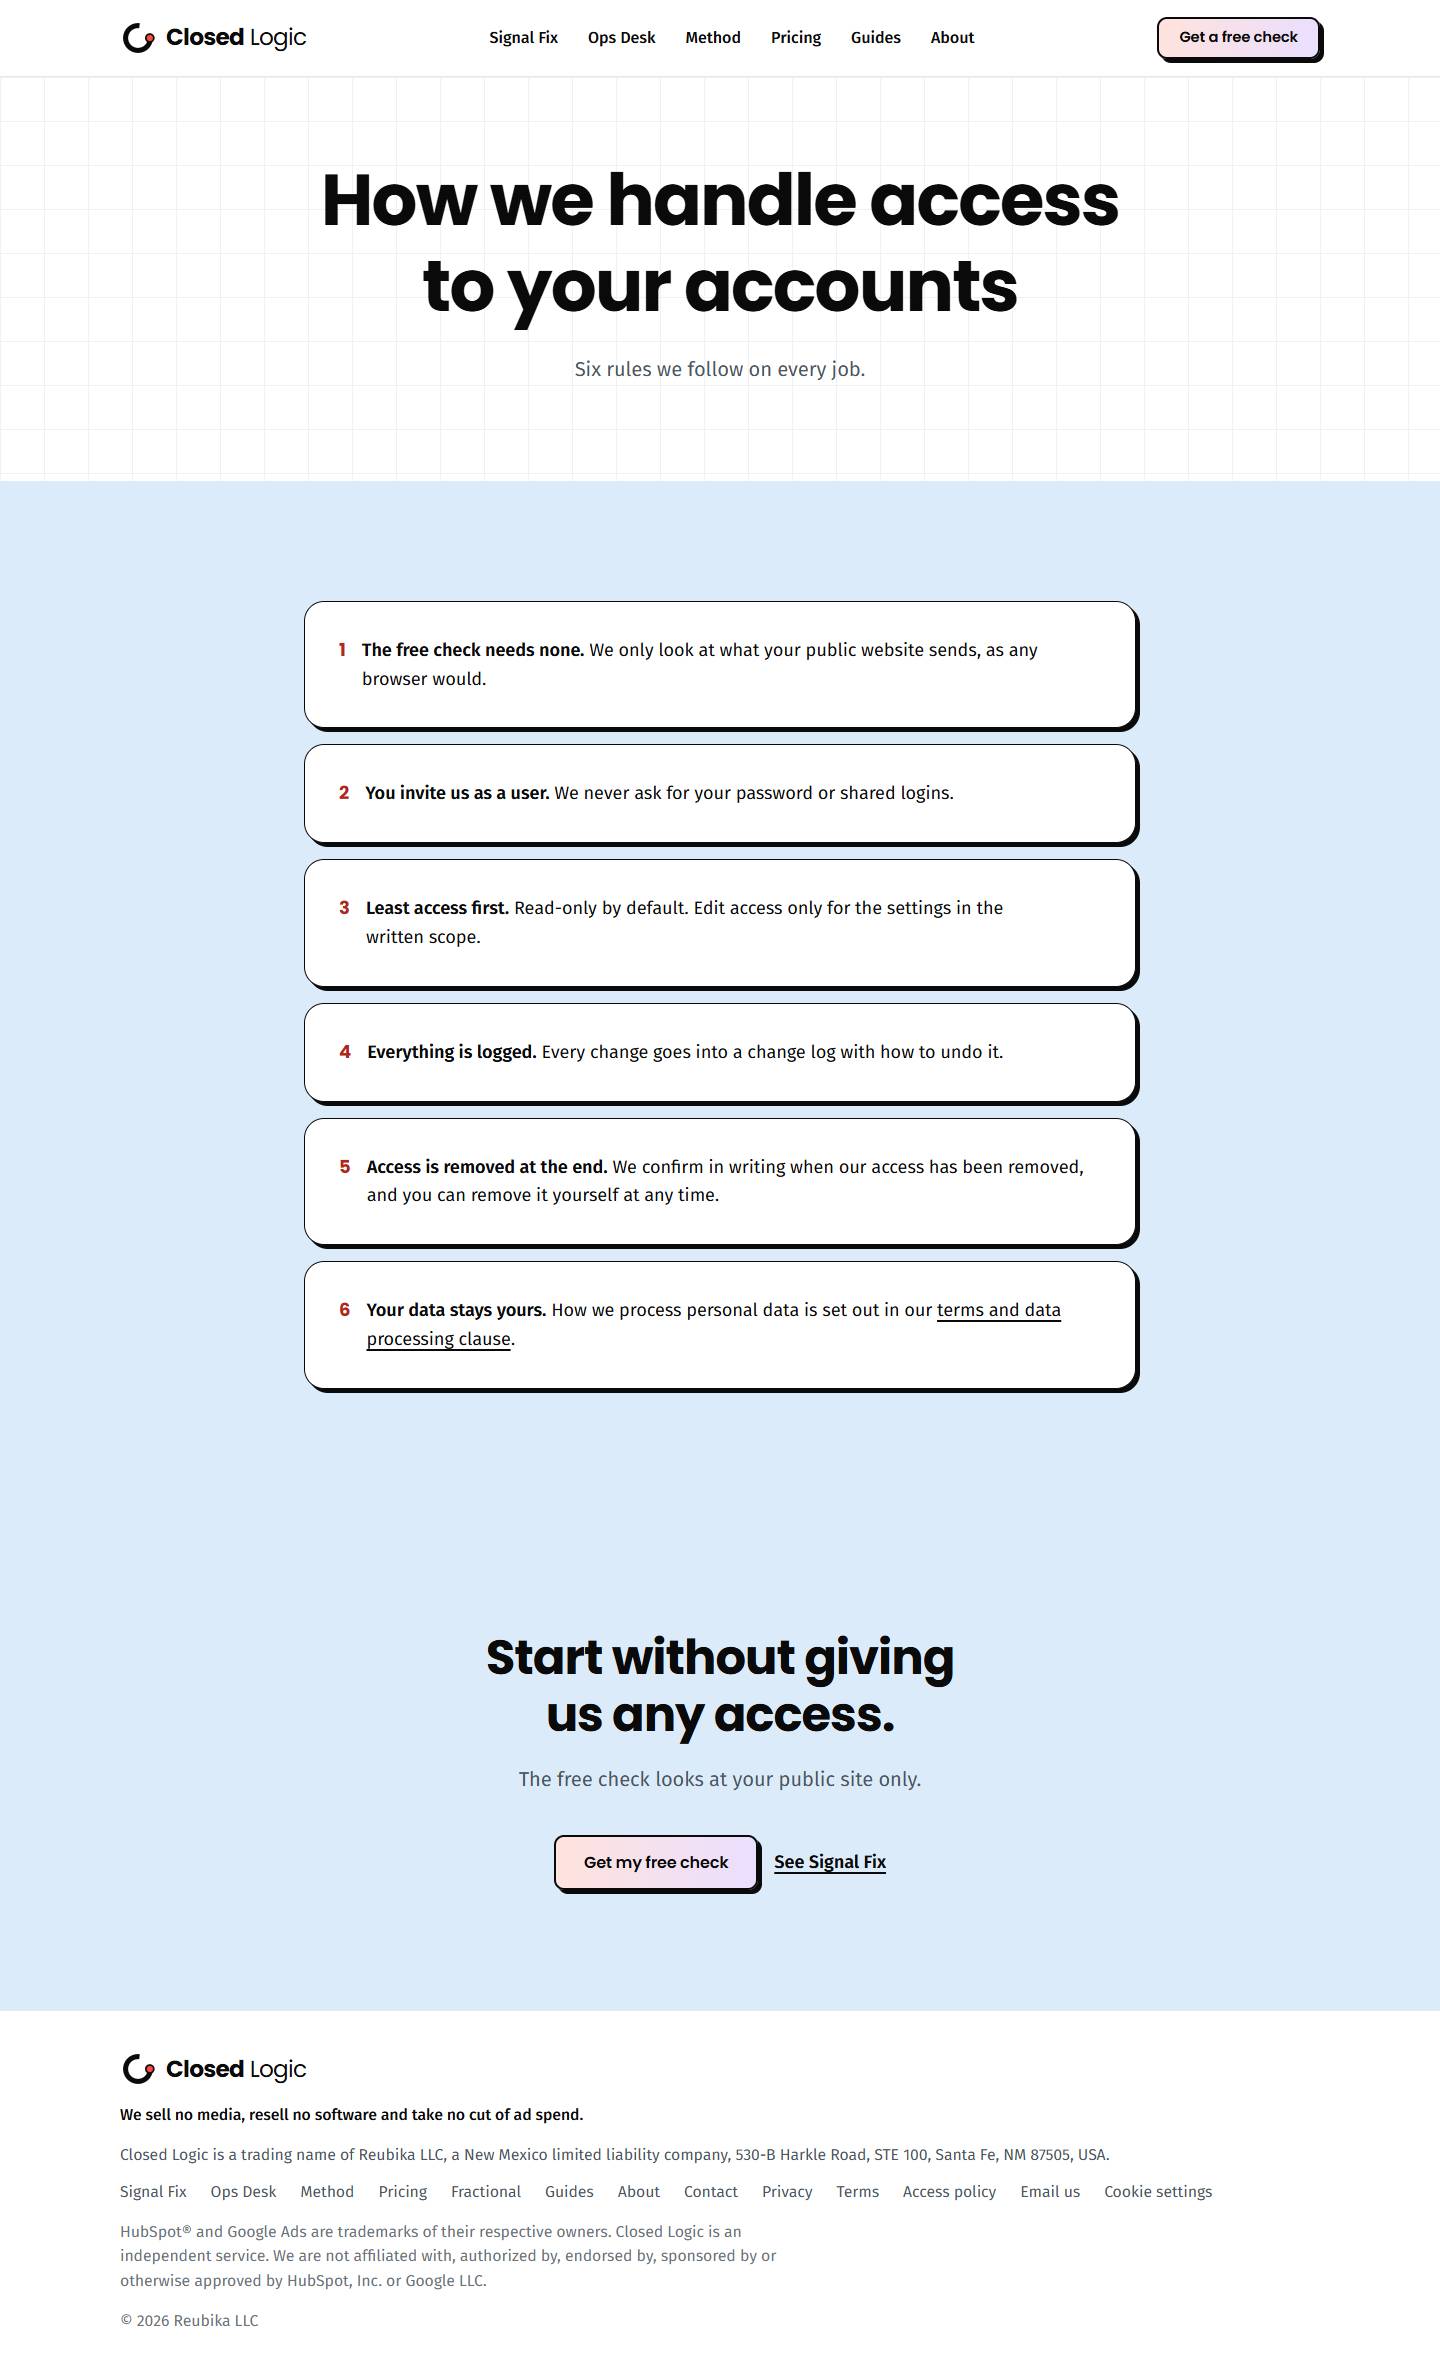 Closed Logic
Signal Fix
Ops Desk
Method
Pricing
Guides
About
Get a free check
How we handle access
to your accounts
Six rules we follow on every job.
1 The free check needs none. We only look at what your public website sends, as any
browser would.
2 You invite us as a user. We never ask for your password or shared logins.
3 Least access first. Read-only by default. Edit access only for the settings in the
written scope.
4 Everything is logged. Every change goes into a change log with how to undo it.
5 Access is removed at the end. We confirm in writing when our access has been removed,
and you can remove it yourself at any time.
6 Your data stays yours. How we process personal data is set out in our terms and data
processing clause.
Start without giving
us any access.
The free check looks at your public site only.
Get my free check
See Signal Fix
Closed Logic
We sell no media, resell no software and take no cut of ad spend.
Closed Logic is a trading name of Reubika LLC, a New Mexico limited liability company, 530-B Harkle Road, STE 100, Santa Fe, NM 87505, USA.
Signal Fix Ops Desk Method Pricing Fractional Guides About Contact Privacy Terms Access policy Email us Cookie settings
HubSpot® and Google Ads are trademarks of their respective owners. Closed Logic is an
independent service. We are not affiliated with, authorized by, endorsed by, sponsored by or
otherwise approved by HubSpot, Inc. or Google LLC.
© 2026 Reubika LLC